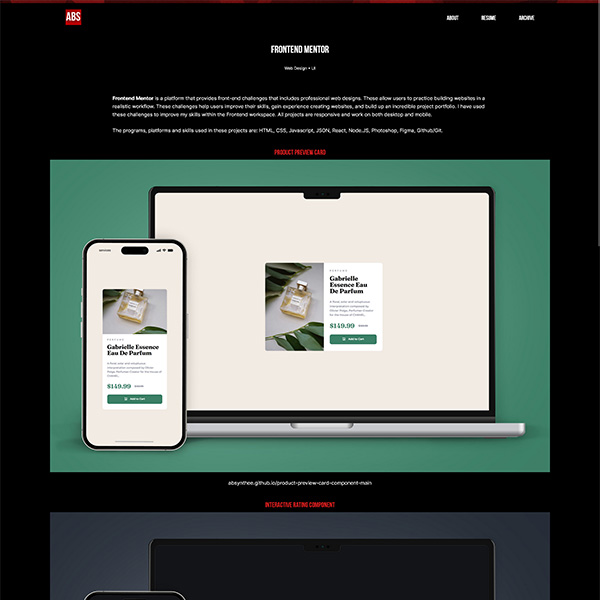 ABS
ABOUT RESUME ARCHIVE
FRONTEND MENTOR
Web Design + UI
Frontend Mentor is a platform that provides front-end challenges that includes professional web designs. These allow users to practice building websites in a
realistic workflow. These challenges help users improve their skills, gain experience creating websites, and build up an incredible project portfolio. I have used
these challenges to improve my skills within the Frontend workspace. All projects are responsive and work on both desktop and mobile.
The programs, platforms and skills used in these projects are: HTML, CSS, Javascript, JSON, React, Node.JS, Photoshop, Figma, Github/Git.
PRODUCT PREVIEW CARD
PERFUME
Gabrielle
Essence Eau
De Parfum
A floral, solar and voluptuous
interpretation composed by
Olivier Polge, Perfumer-Creator
for the House of CHANEL.
$149.99
Add to Cart
PERFUME
Gabrielle Essence
Eau De Parfum
A floral, solar and voluptuous
interpretation composed by
Olivier Polge, Perfumer-Creator for the House of
CHANEL.
$149.99
Add to Cart
absynthee.github.io/product-preview-card-component-main
INTERACTIVE RATING COMPONENT